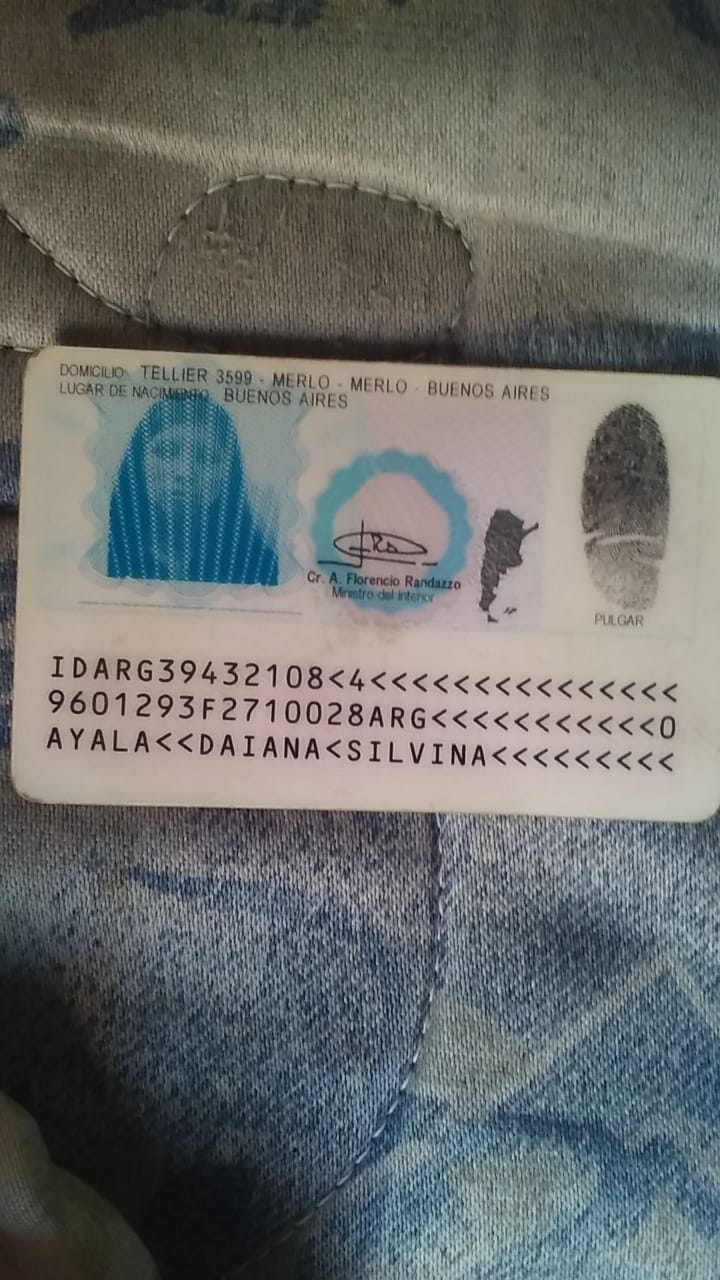 DOMICILIO: TELLIER 3599 - MERLO - MERLO - BUENOS AIRES
LUGAR DE NACIMIENTO: BUENOS AIRES
Cr. A. Florencio Randazzo
Ministro del Interior
PULGAR
IDARG39432108<4<<<<<<<<<<<<<<<
9601293F2710028ARG<<<<<<<<<<<0
AYALA<<DAIANA<SILVINA<<<<<<<<<